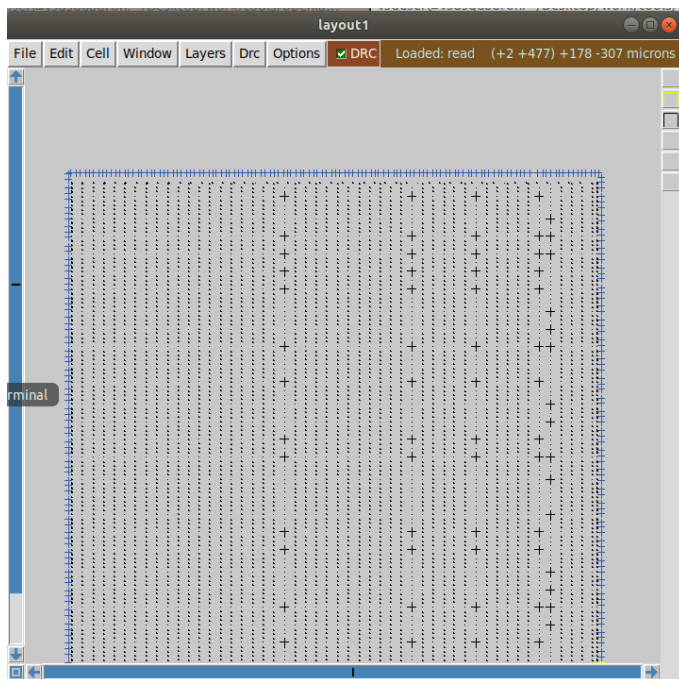 layout1
File Edit Cell Window Layers Drc Options DRC Loaded: read (+2 +477) +178 -307 microns
rminal